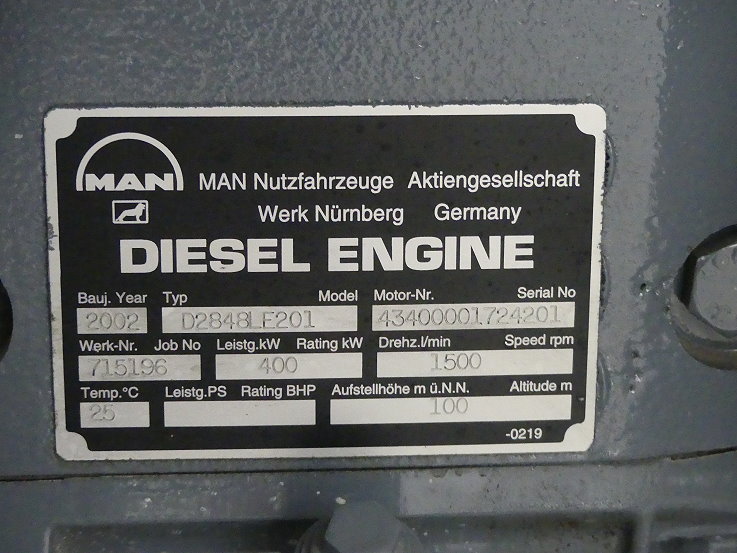 MAN
MAN Nutzfahrzeuge Aktiengesellschaft
Werk Nürnberg Germany
DIESEL ENGINE
Bauj. Year Typ Model Motor-Nr. Serial No
2002 D2848LE201 43400001724201
Werk-Nr. Job No Leistg.kW Rating kW Drehz.l/min Speed rpm
715196 400 1500
Temp.°C Leistg.PS Rating BHP Aufstellhöhe m ü.N.N. Altitude m
25 100
-0219